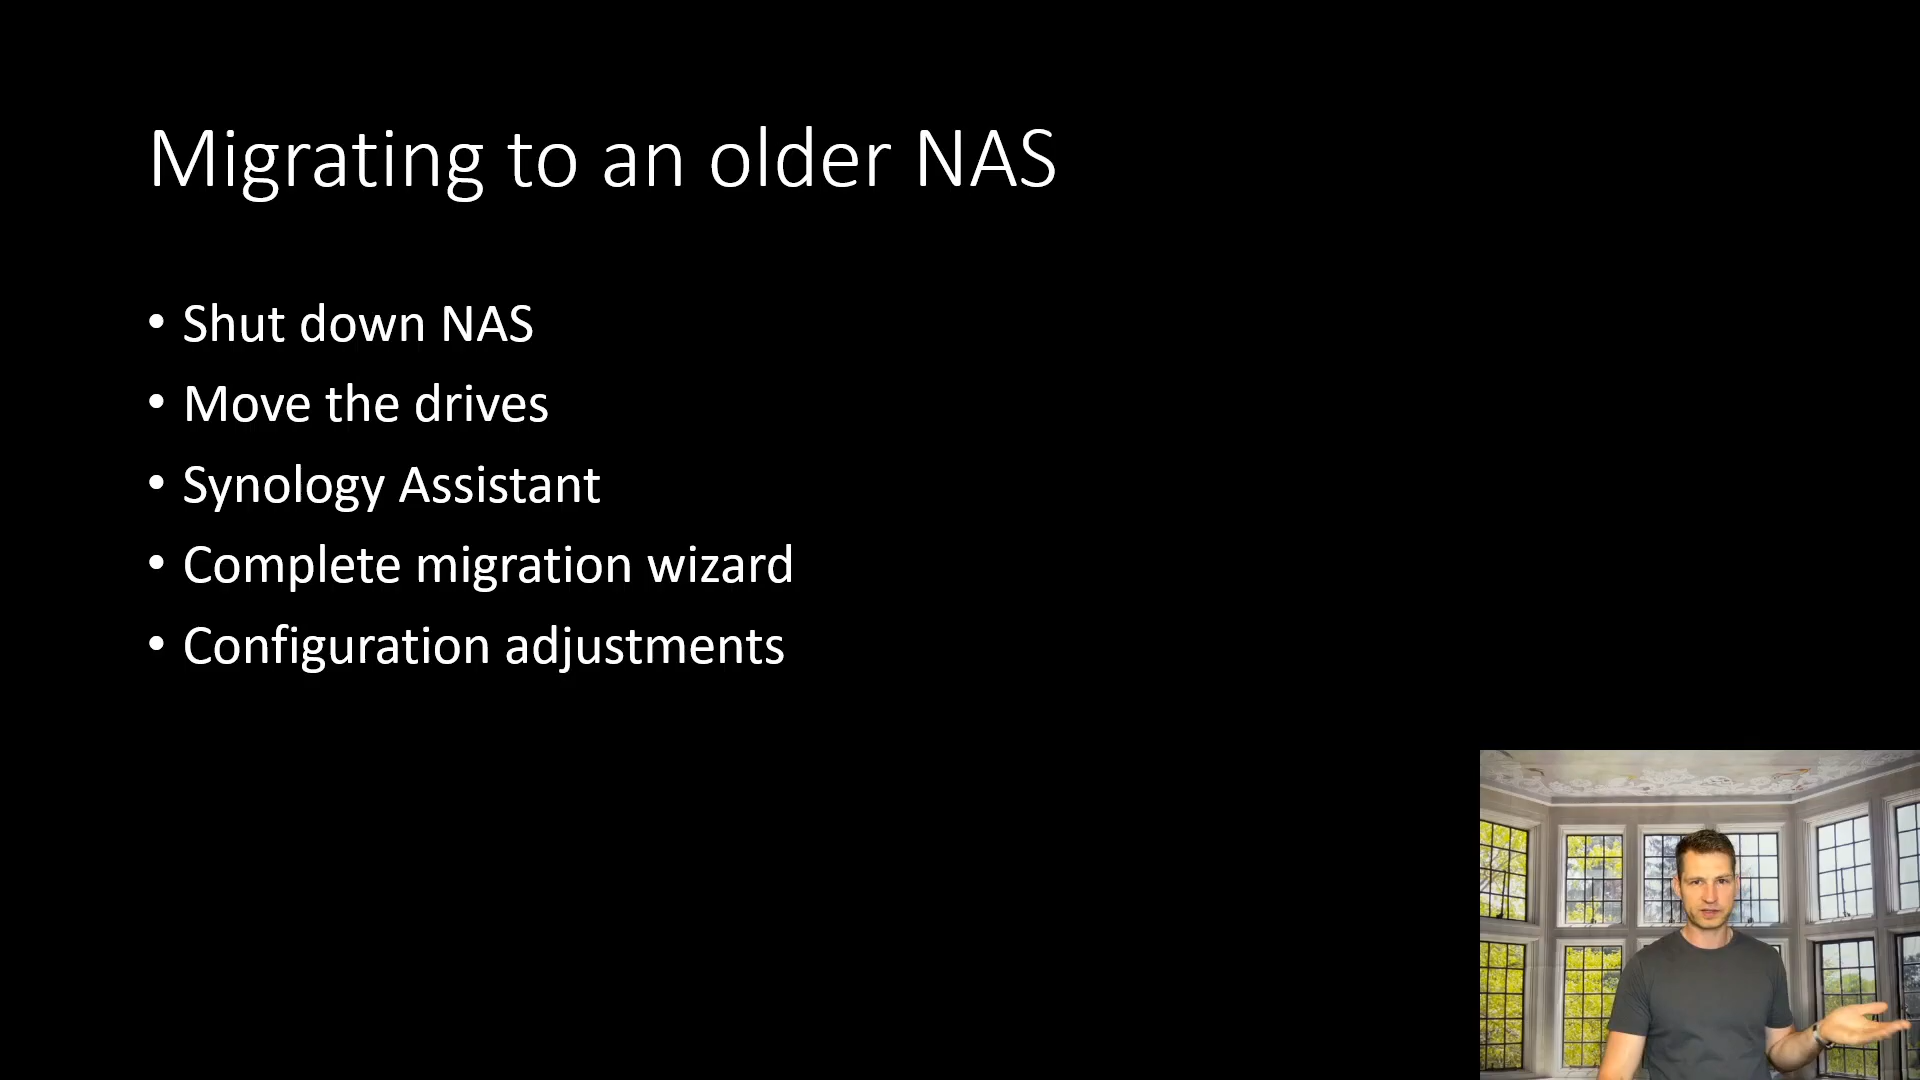 Migrating to an older NAS
• Shut down NAS
• Move the drives
• Synology Assistant
• Complete migration wizard
• Configuration adjustments